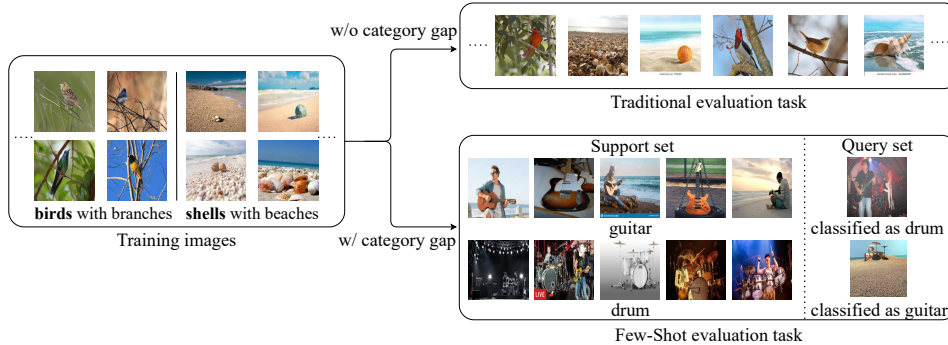 w/o category gap
....
....
Traditional evaluation task
....
....
birds with branches
shells with beaches
Training images
w/ category gap
Support set
Query set
guitar
classified as drum
LIVE
drum
classified as guitar
Few-Shot evaluation task